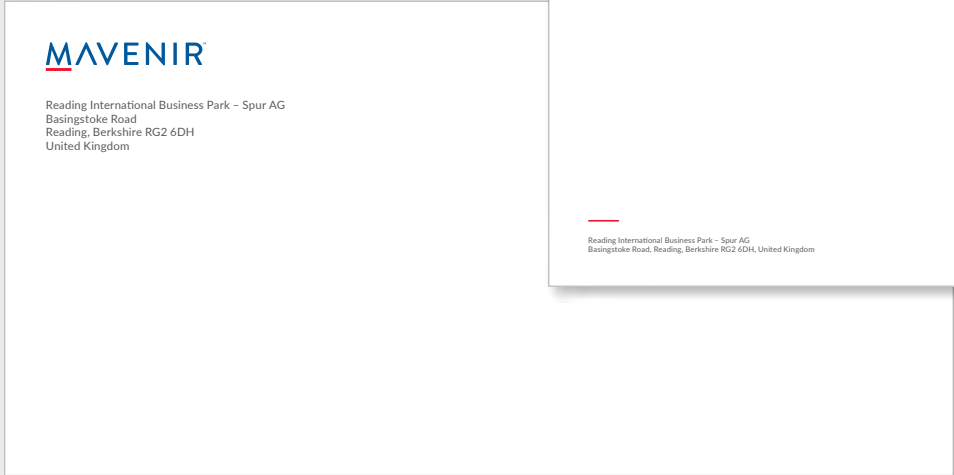 MAVENIR™
Reading International Business Park – Spur AG
Basingstoke Road
Reading, Berkshire RG2 6DH
United Kingdom
Reading International Business Park – Spur AG
Basingstoke Road, Reading, Berkshire RG2 6DH, United Kingdom